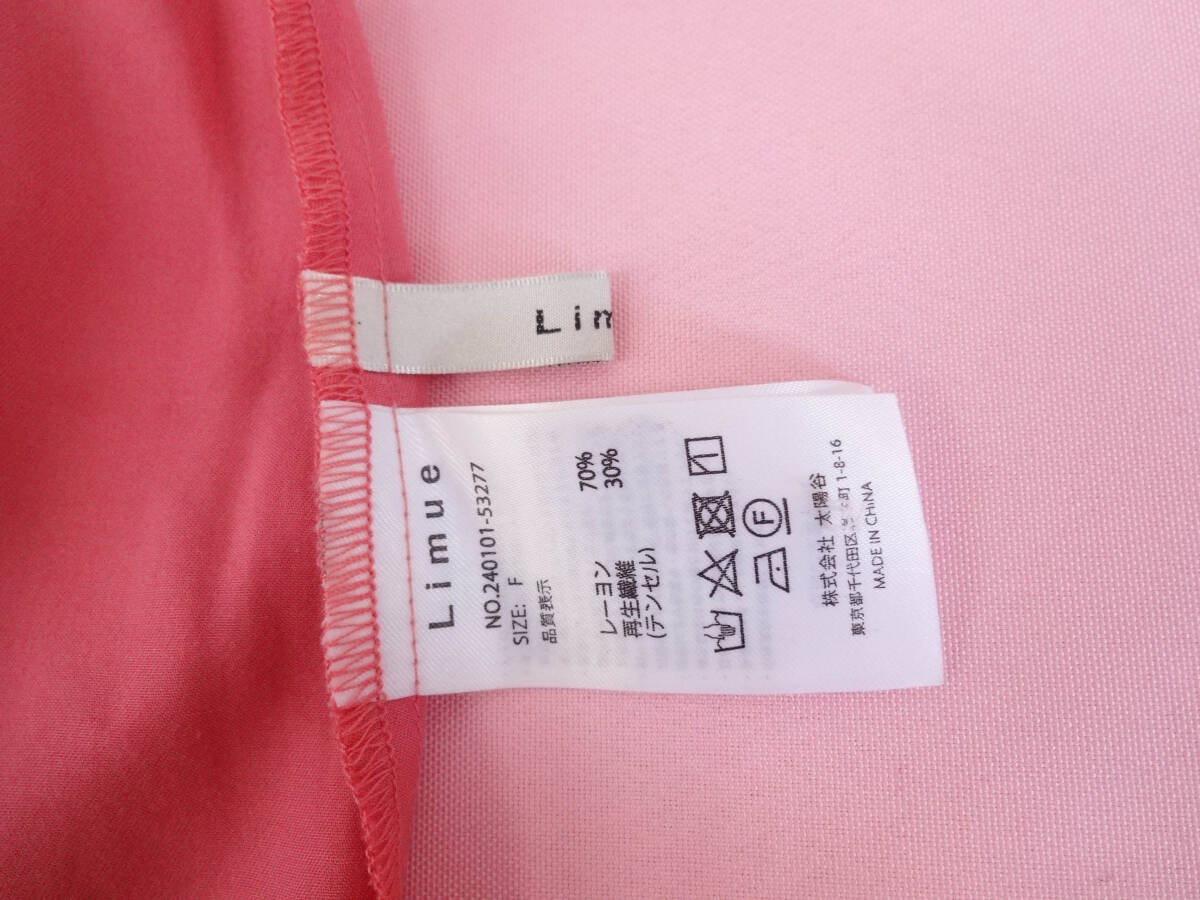 Lim
Limue
NO.240101-53277
SIZE: F
品質表示
レーヨン 70%
再生繊維 30%
(テンセル)
F
株式会社 太陽谷
東京都千代田区 町1-8-16
MADE IN CHINA